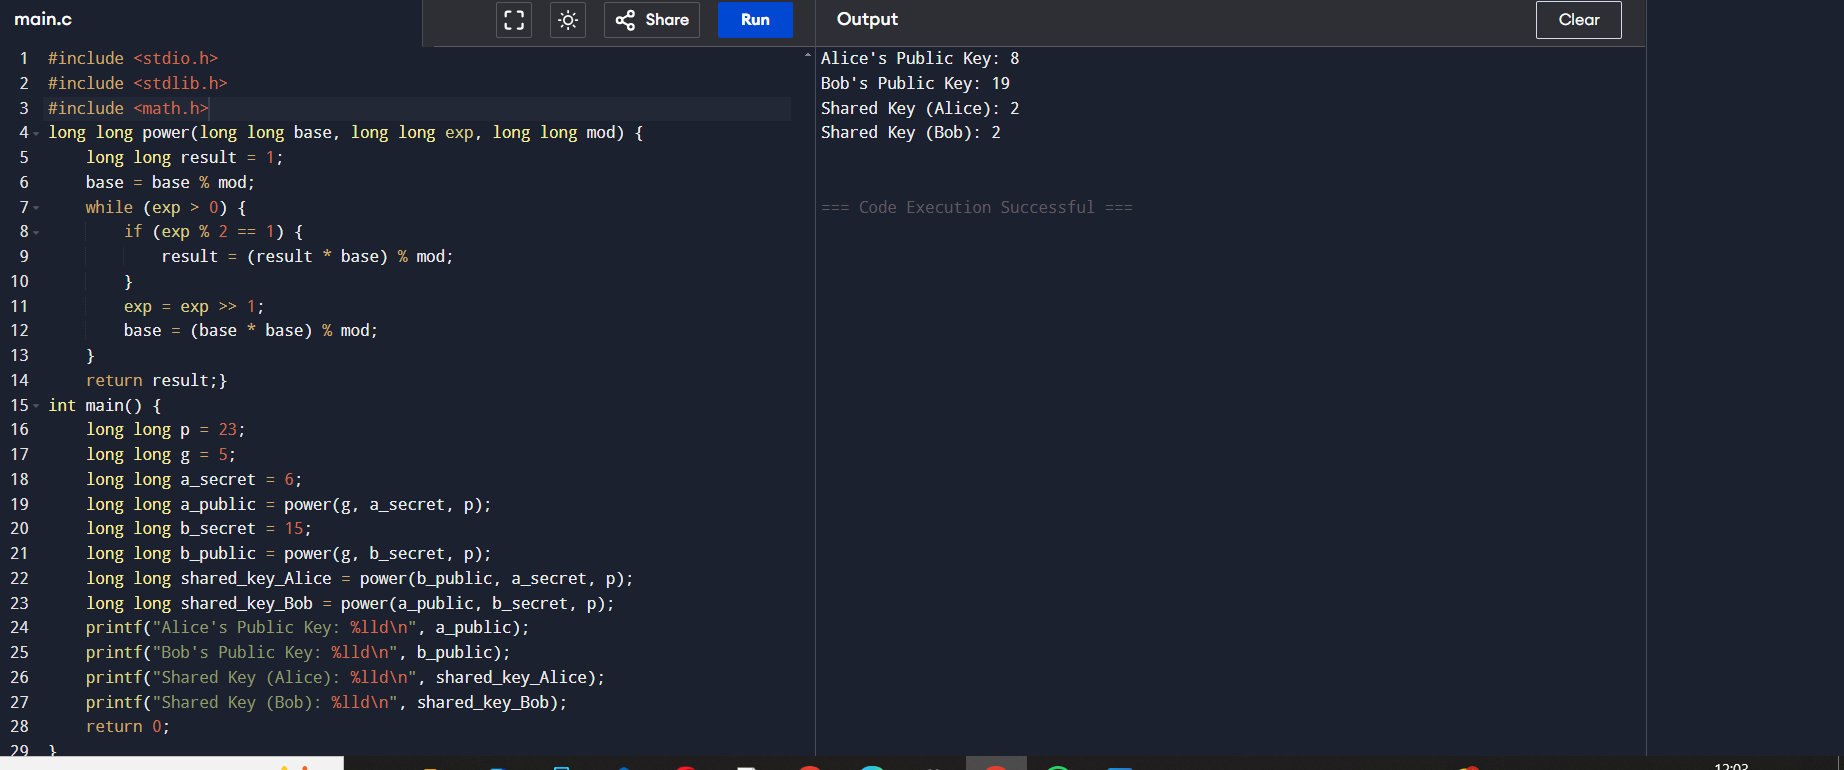 main.c
Share
Run
Output
Clear
1 #include <stdio.h>
2 #include <stdlib.h>
3 #include <math.h>
4 long long power(long long base, long long exp, long long mod) {
5     long long result = 1;
6     base = base % mod;
7     while (exp > 0) {
8         if (exp % 2 == 1) {
9             result = (result * base) % mod;
10         }
11         exp = exp >> 1;
12         base = (base * base) % mod;
13     }
14     return result;}
15 int main() {
16     long long p = 23;
17     long long g = 5;
18     long long a_secret = 6;
19     long long a_public = power(g, a_secret, p);
20     long long b_secret = 15;
21     long long b_public = power(g, b_secret, p);
22     long long shared_key_Alice = power(b_public, a_secret, p);
23     long long shared_key_Bob = power(a_public, b_secret, p);
24     printf("Alice's Public Key: %lld\n", a_public);
25     printf("Bob's Public Key: %lld\n", b_public);
26     printf("Shared Key (Alice): %lld\n", shared_key_Alice);
27     printf("Shared Key (Bob): %lld\n", shared_key_Bob);
28     return 0;
29 }
Alice's Public Key: 8
Bob's Public Key: 19
Shared Key (Alice): 2
Shared Key (Bob): 2
=== Code Execution Successful ===